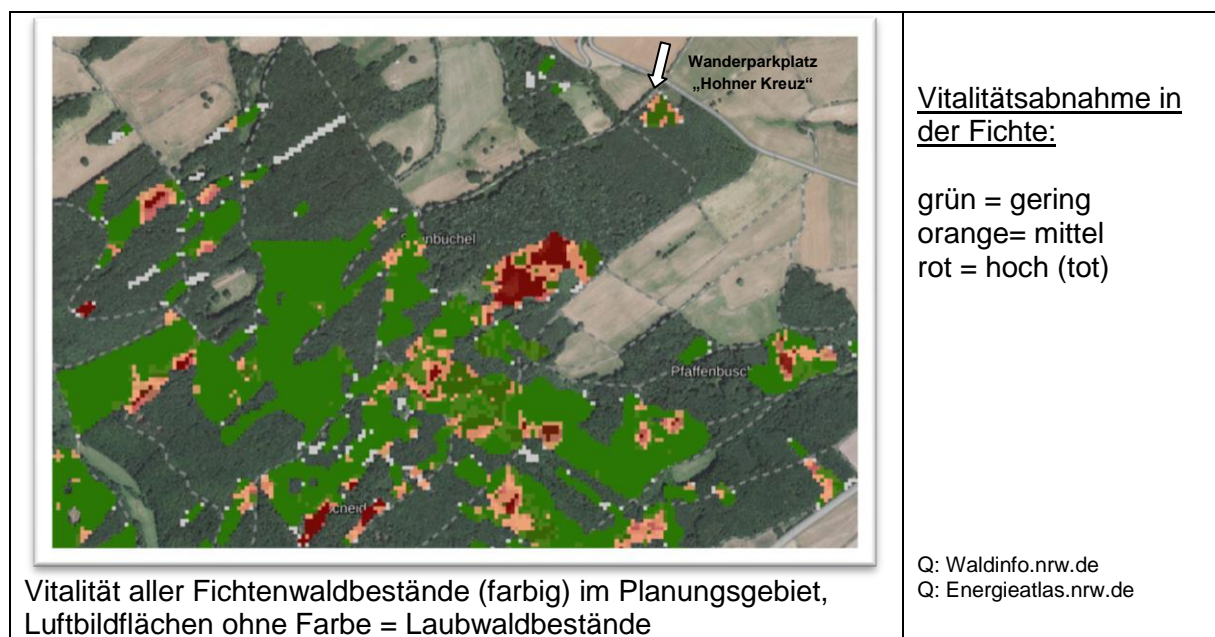 Wanderparkplatz
„Hohner Kreuz“
Pfaffenbusch
Vitalität aller Fichtenwaldbestände (farbig) im Planungsgebiet,
Luftbildflächen ohne Farbe = Laubwaldbestände
Vitalitätsabnahme in
der Fichte:
grün = gering
orange= mittel
rot = hoch (tot)
Q: Waldinfo.nrw.de
Q: Energieatlas.nrw.de